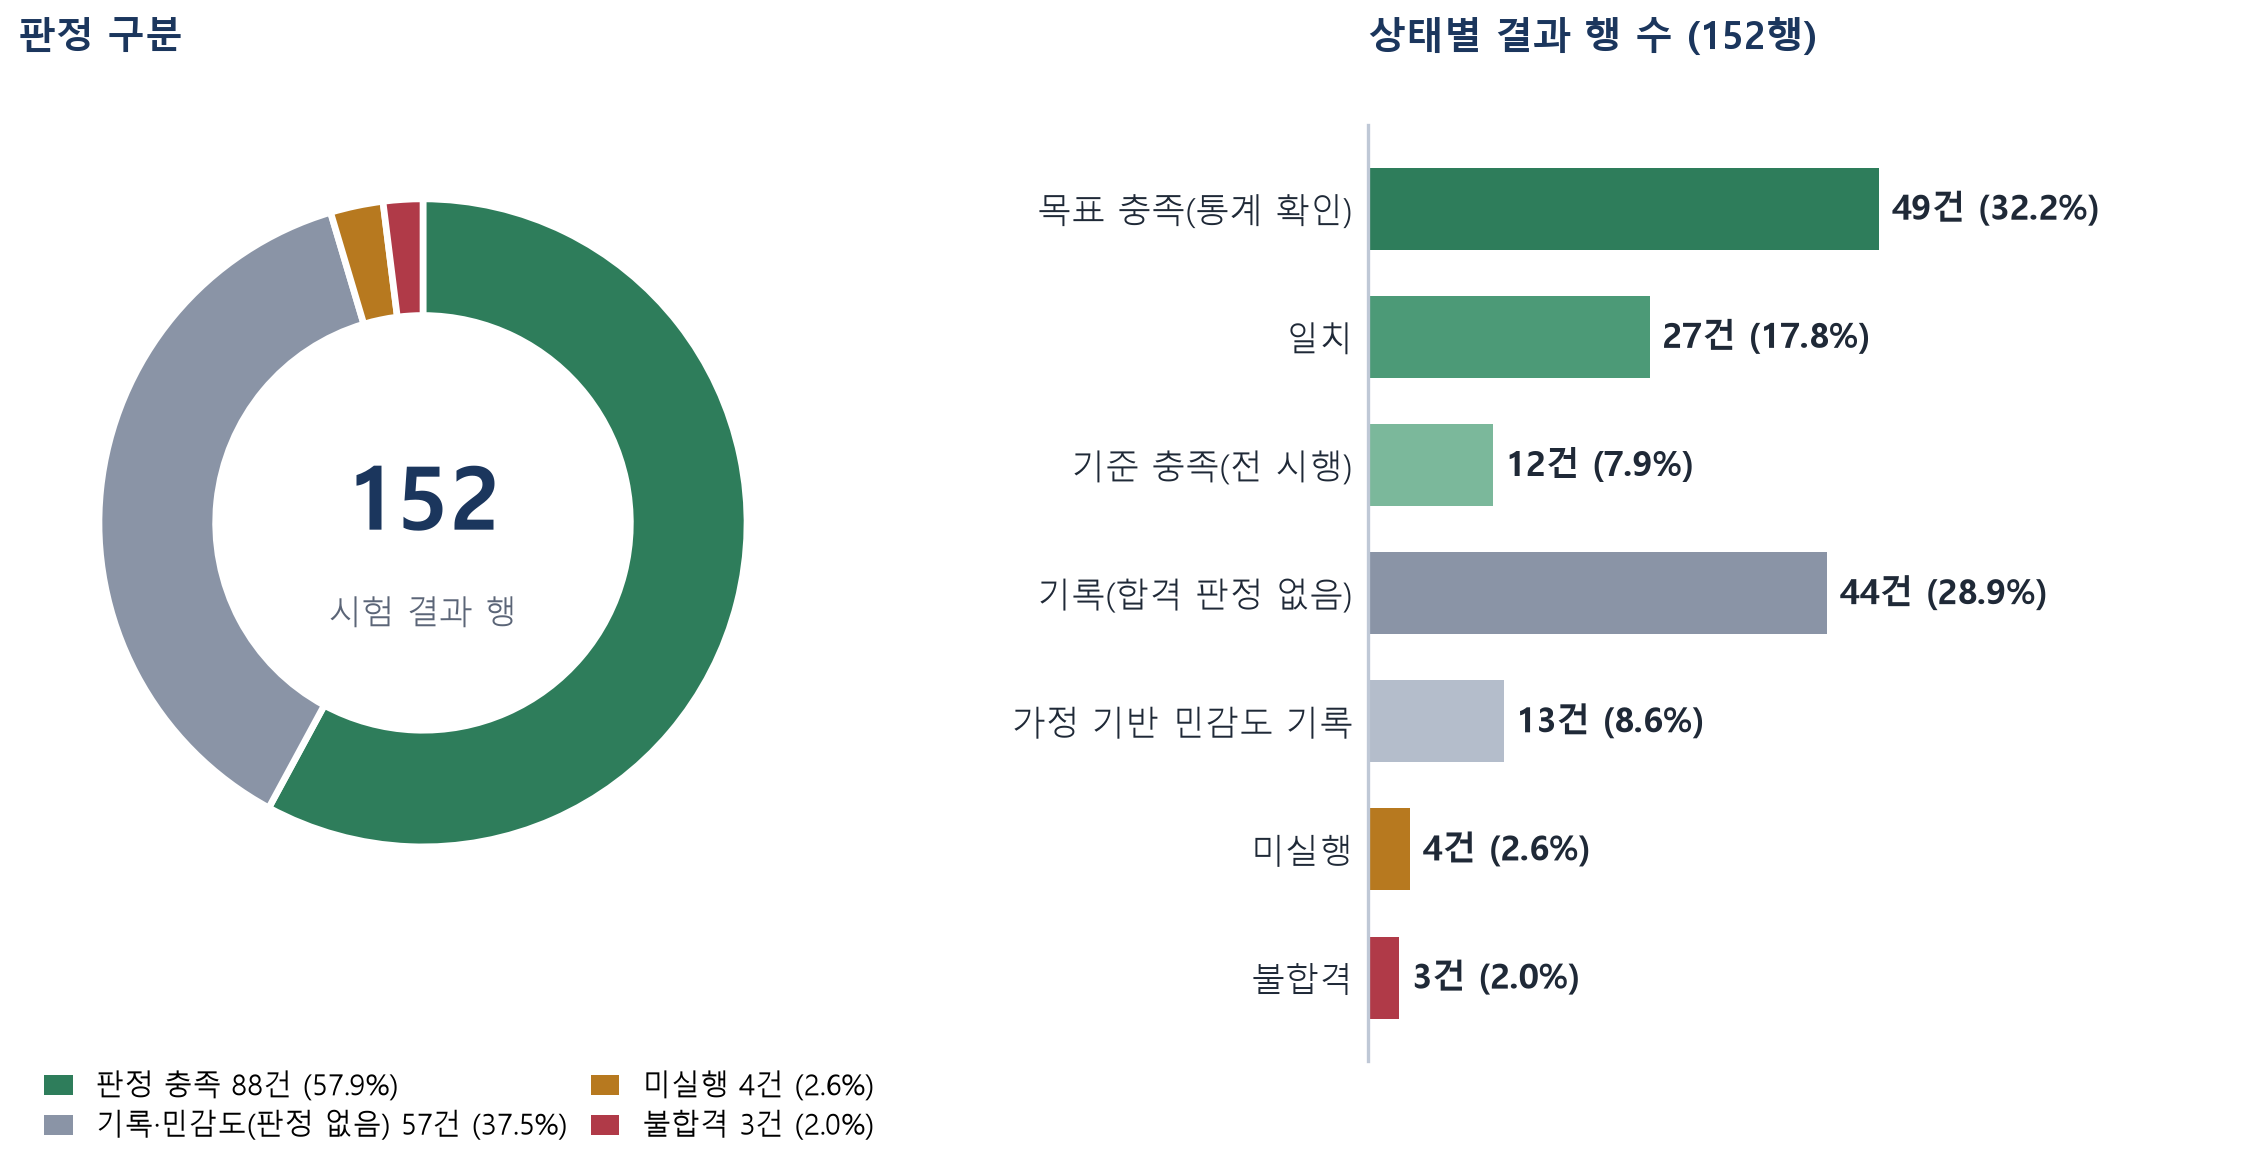 판정 구분
152
시험 결과 행
판정 충족 88건 (57.9%)
기록·민감도(판정 없음) 57건 (37.5%)
미실행 4건 (2.6%)
불합격 3건 (2.0%)
상태별 결과 행 수 (152행)
목표 충족(통계 확인) 49건 (32.2%)
일치 27건 (17.8%)
기준 충족(전 시행) 12건 (7.9%)
기록(합격 판정 없음) 44건 (28.9%)
가정 기반 민감도 기록 13건 (8.6%)
미실행 4건 (2.6%)
불합격 3건 (2.0%)